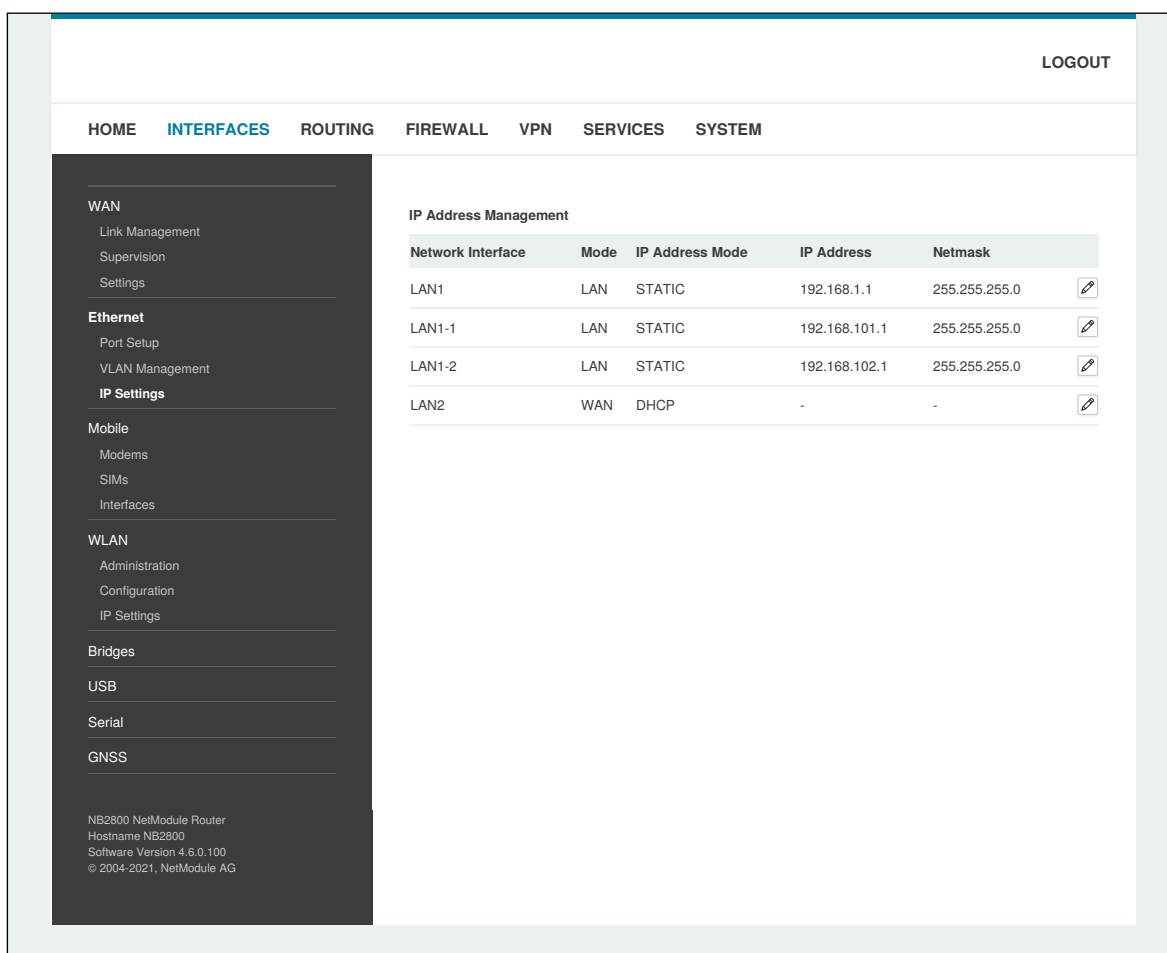 LOGOUT
HOME INTERFACES ROUTING FIREWALL VPN SERVICES SYSTEM
WAN
Link Management
Supervision
Settings
Ethernet
Port Setup
VLAN Management
IP Settings
Mobile
Modems
SIMs
Interfaces
WLAN
Administration
Configuration
IP Settings
Bridges
USB
Serial
GNSS
NB2800 NetModule Router
Hostname NB2800
Software Version 4.6.0.100
© 2004-2021, NetModule AG
IP Address Management
Network Interface Mode IP Address Mode IP Address Netmask
LAN1 LAN STATIC 192.168.1.1 255.255.255.0
LAN1-1 LAN STATIC 192.168.101.1 255.255.255.0
LAN1-2 LAN STATIC 192.168.102.1 255.255.255.0
LAN2 WAN DHCP - -